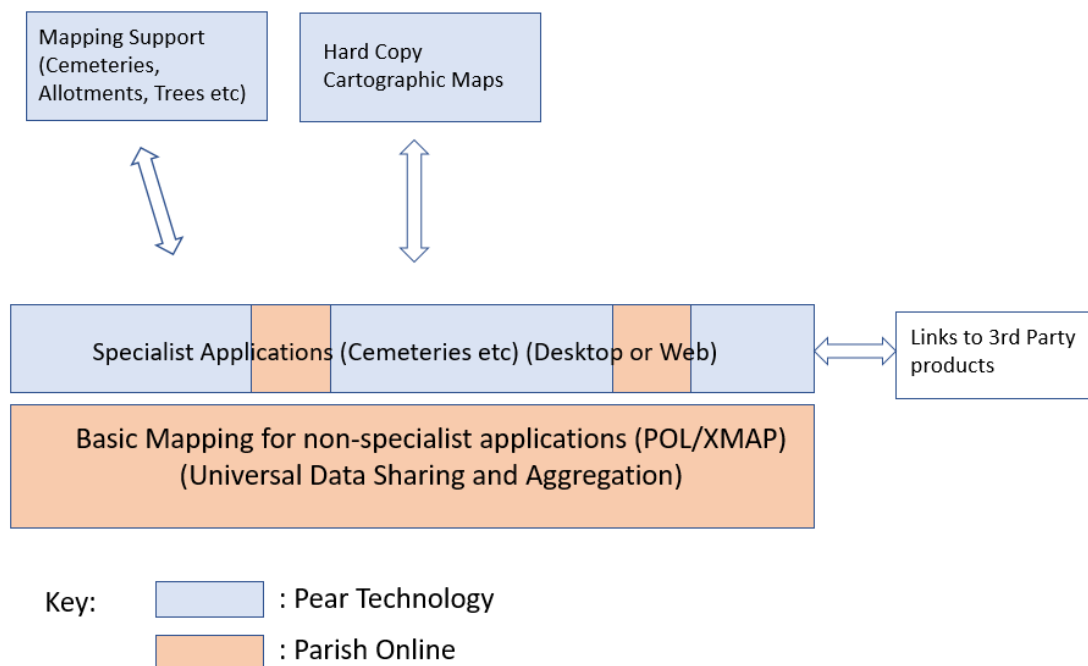 Mapping Support
(Cemeteries,
Allotments, Trees etc)
Hard Copy
Cartographic Maps
Specialist Applications (Cemeteries etc) (Desktop or Web)
Links to 3rd Party
products
Basic Mapping for non-specialist applications (POL/XMAP)
(Universal Data Sharing and Aggregation)
Key:
: Pear Technology
: Parish Online